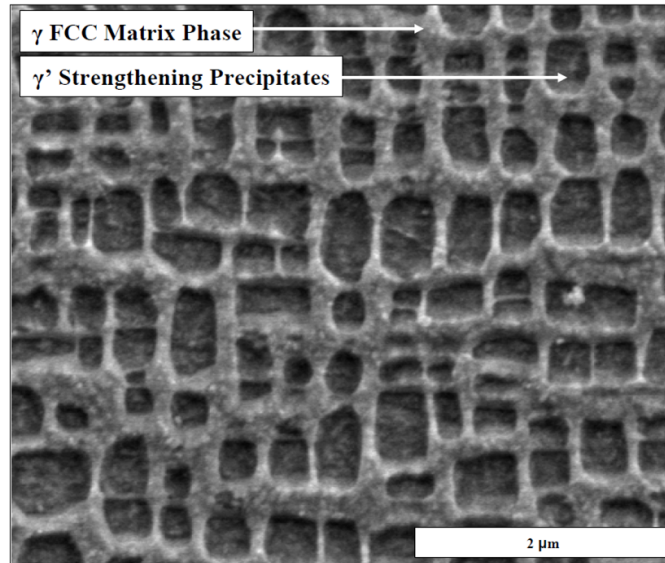 γ FCC Matrix Phase
γ’ Strengthening Precipitates
2 μm